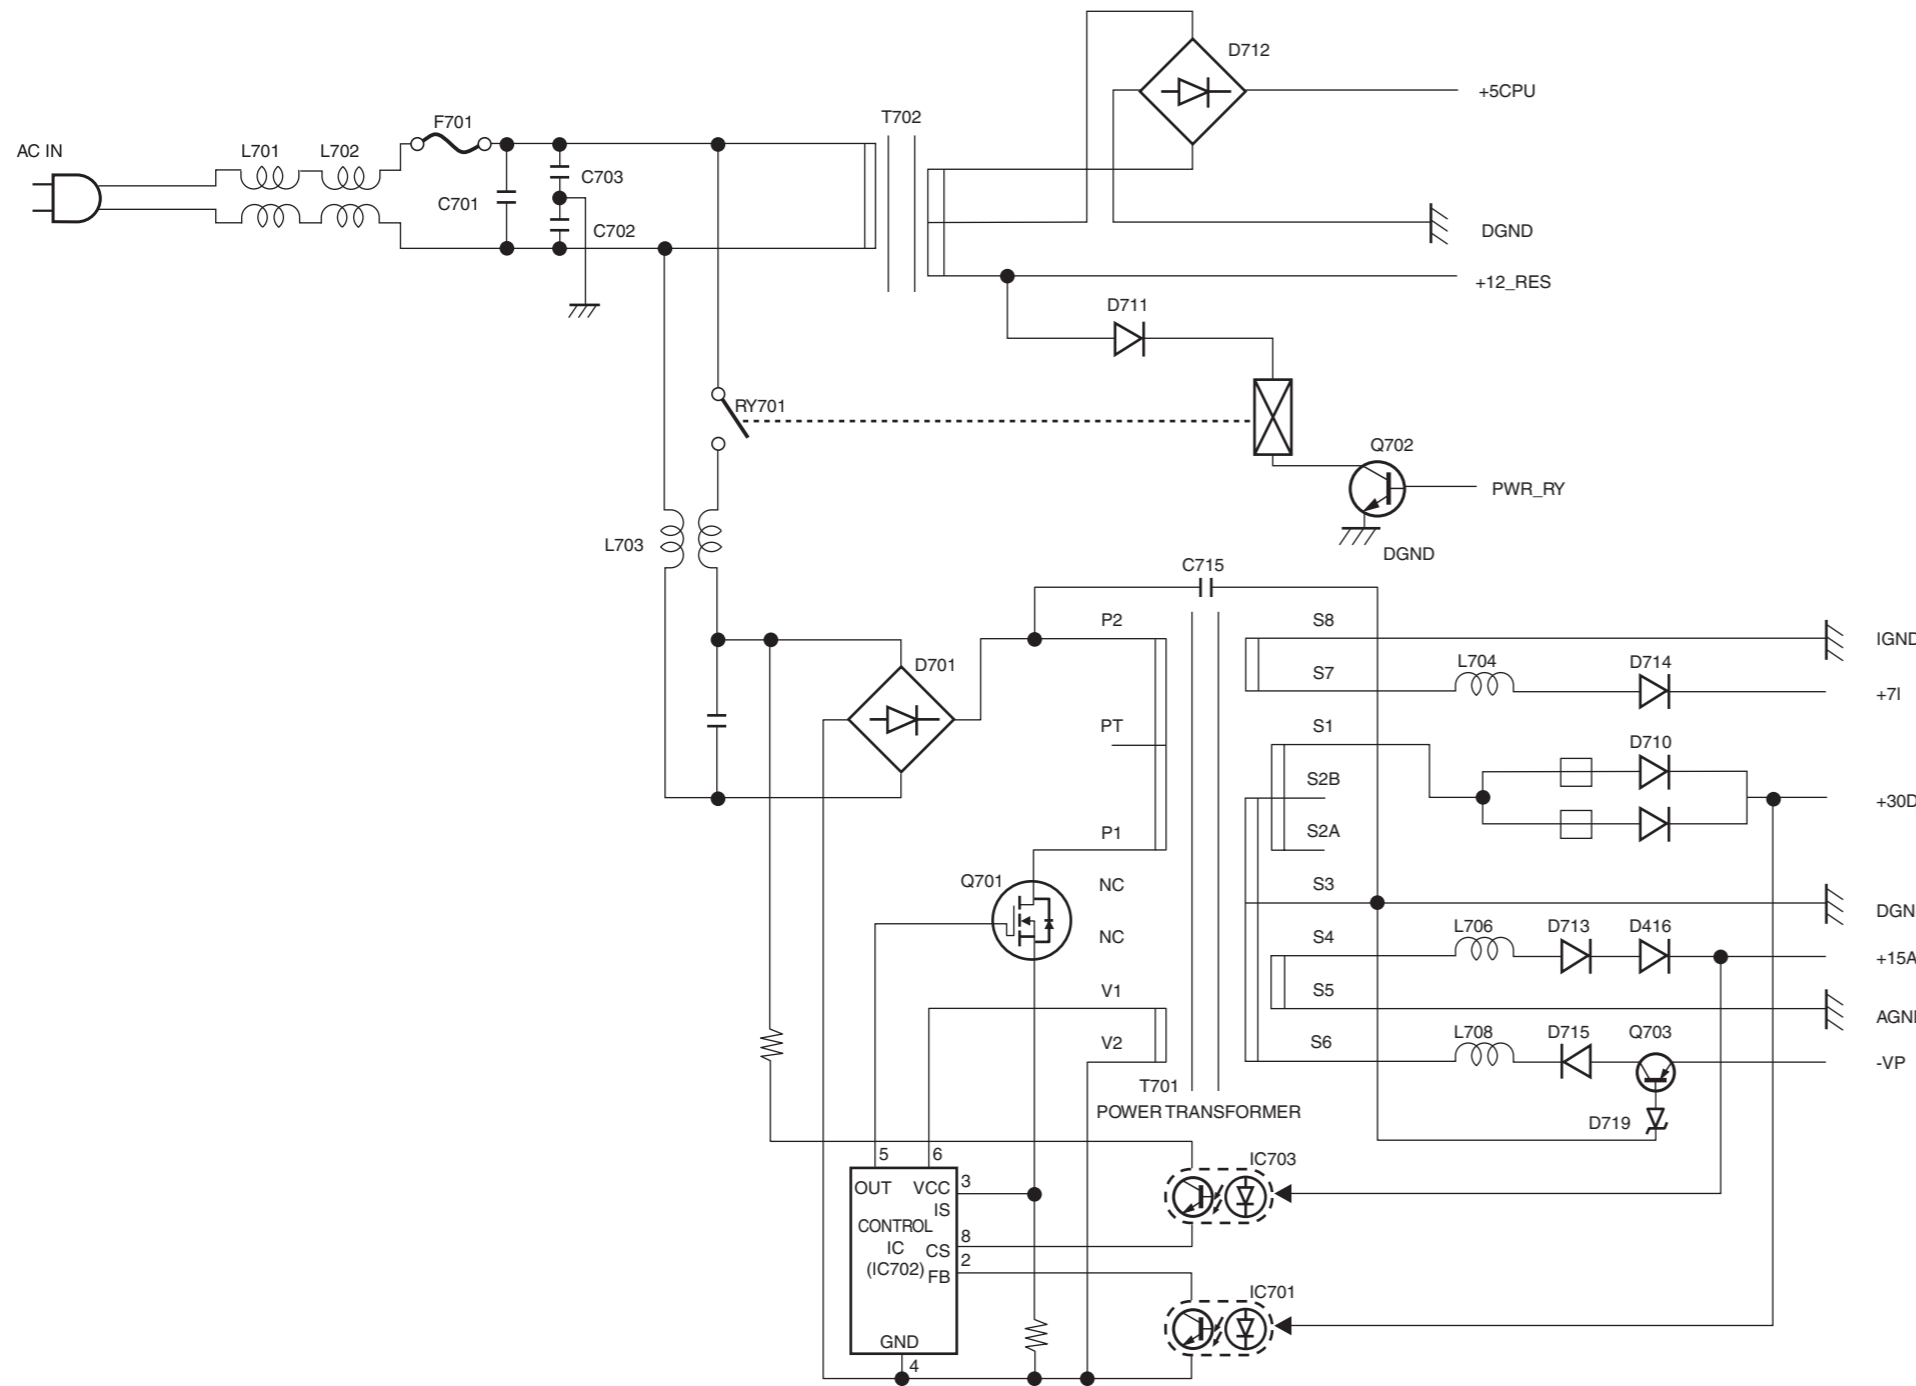 D712
+5CPU
T702
F701
AC IN
L701
L702
C703
C701
C702
DGND
+12_RES
D711
RY701
Q702
PWR_RY
DGND
L703
C715
P2
S8
IGND
D701
S7
L704
D714
+7I
PT
S1
D710
S2B
+30D
P1
S2A
Q701
NC
S3
DGN
NC
S4
L706
D713
D416
+15A
V1
S5
AGN
V2
S6
L708
D715
Q703
-VP
T701
POWER TRANSFORMER
D719
5
6
IC703
OUT
VCC
3
IS
CONTROL
IC
(IC702)
CS
8
FB
2
IC701
GND
4